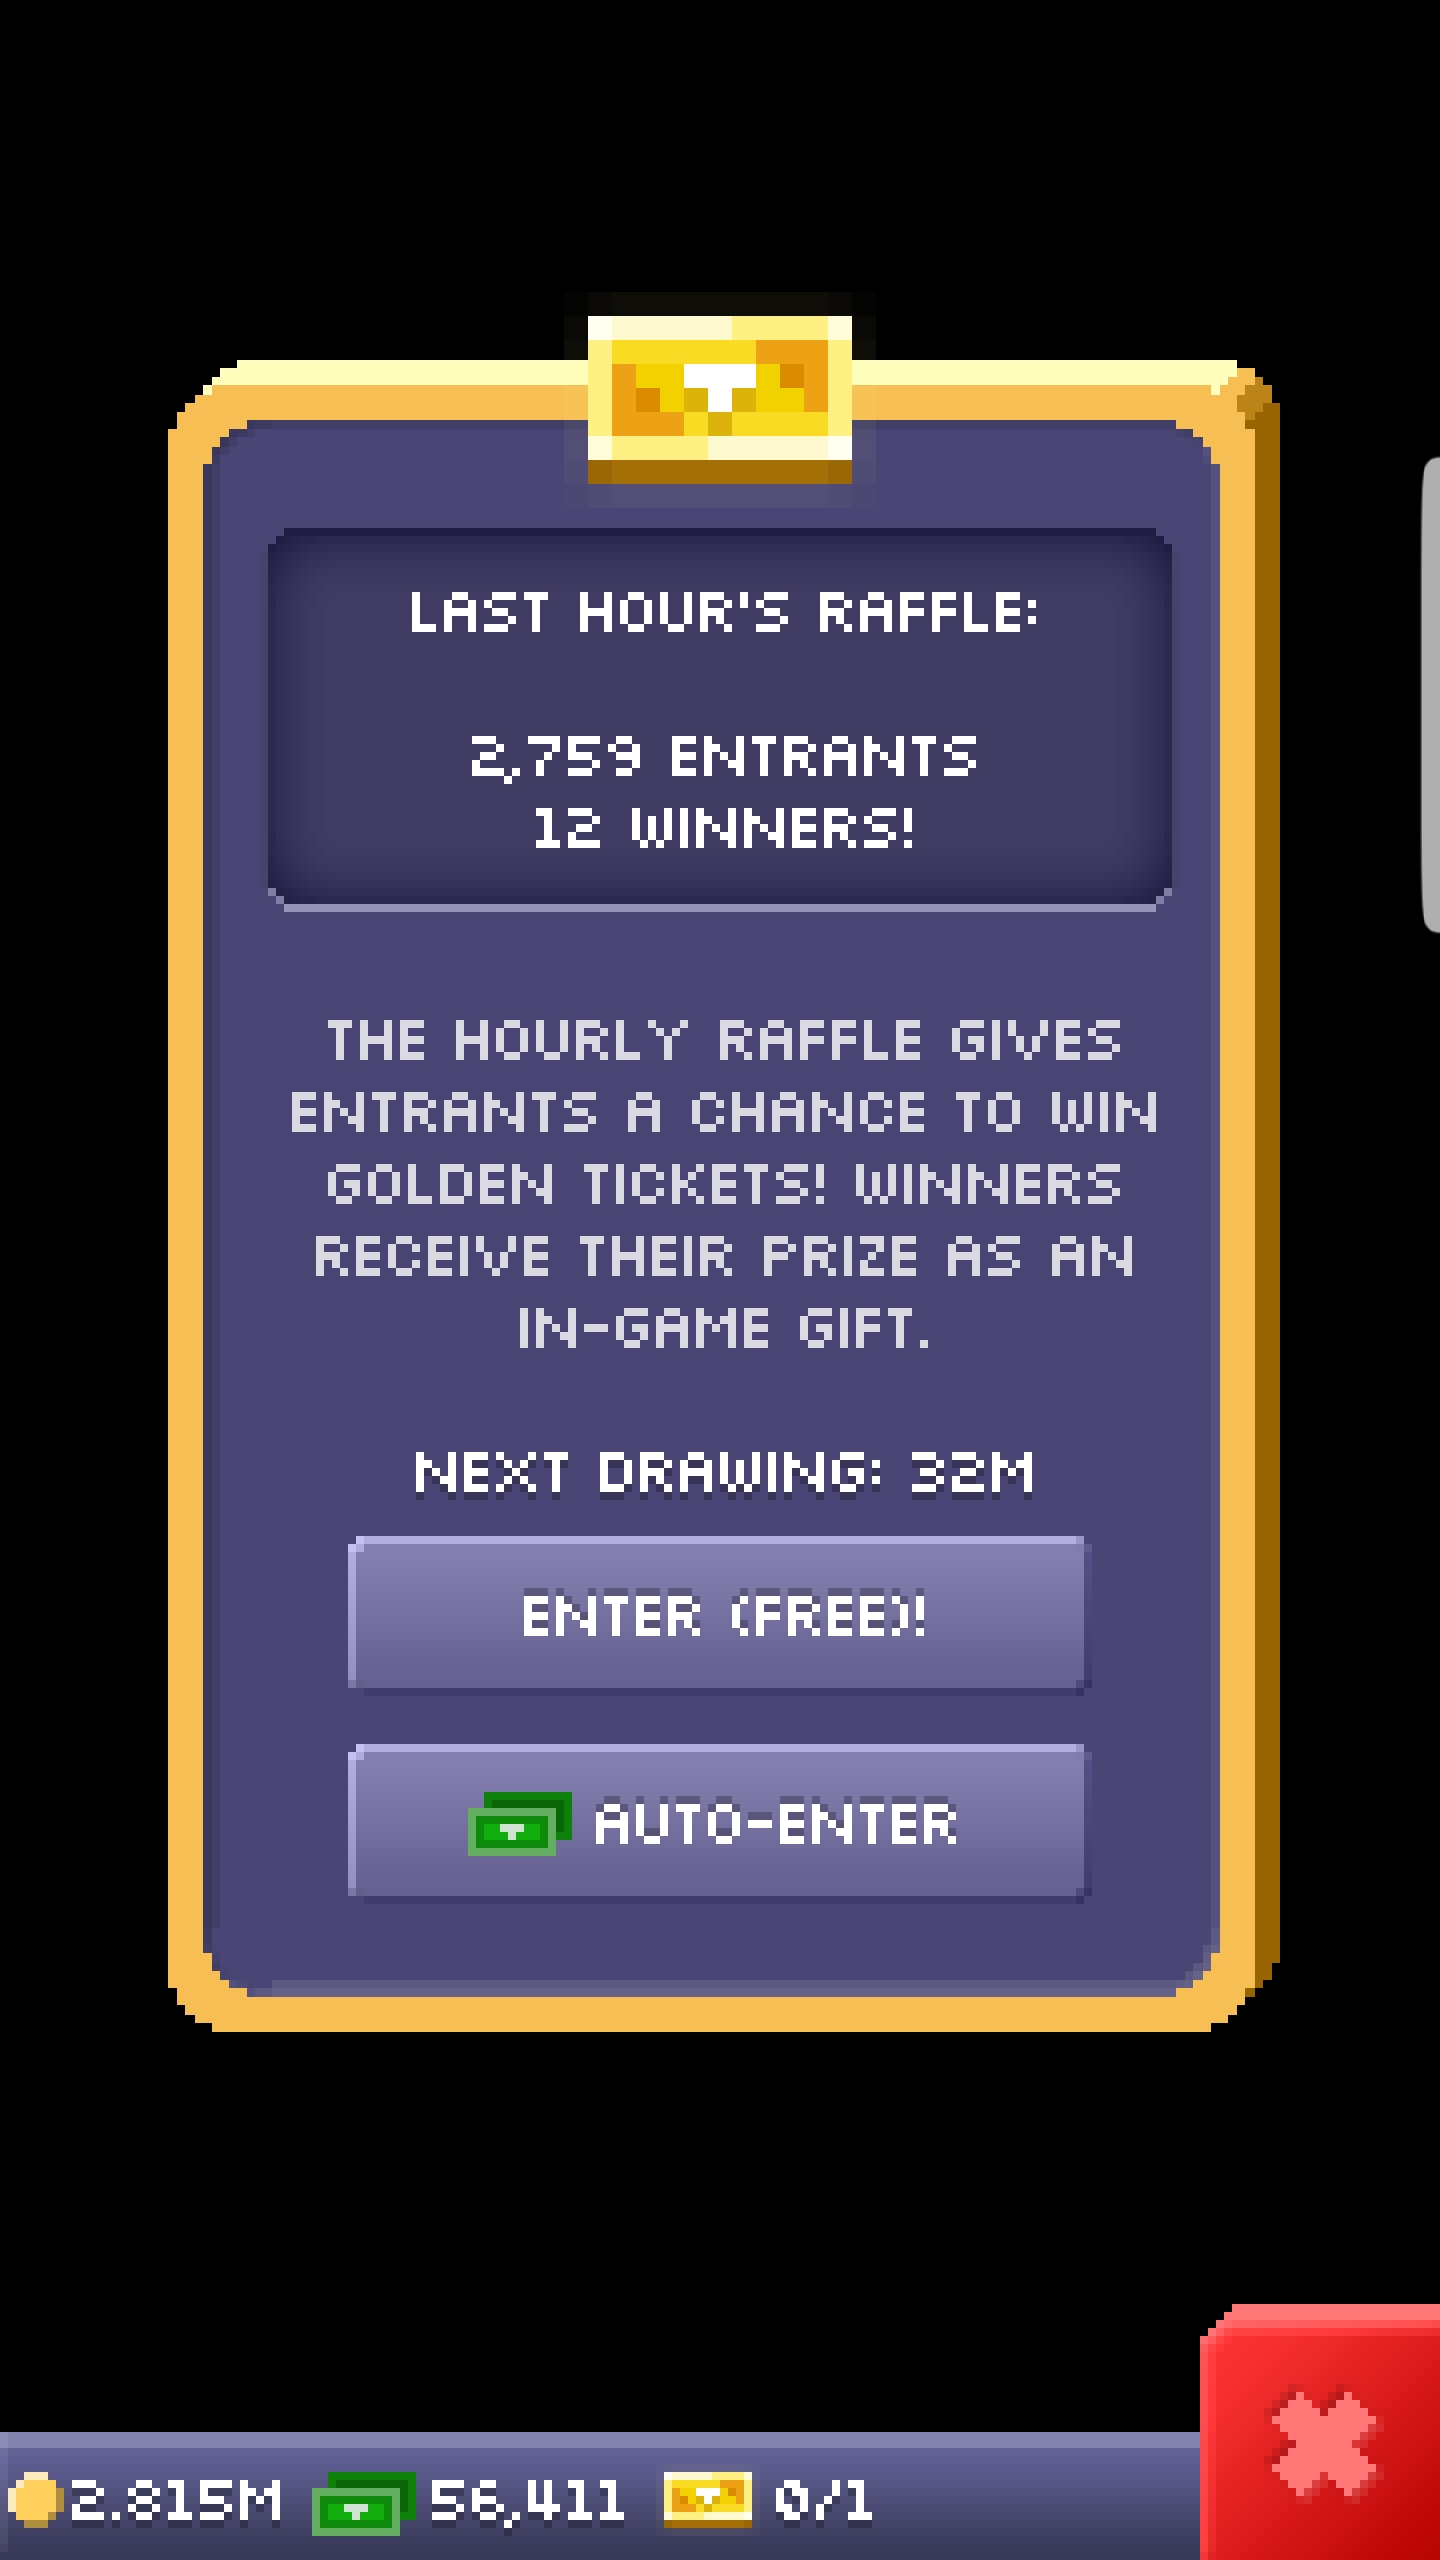 LAST HOUR'S RAFFLE:
2,759 ENTRANTS
12 WINNERS!
THE HOURLY RAFFLE GIVES
ENTRANTS A CHANCE TO WIN
GOLDEN TICKETS! WINNERS
RECEIVE THEIR PRIZE AS AN
IN-GAME GIFT.
NEXT DRAWING: 32M
ENTER (FREE)!
AUTO-ENTER
2.815M 56,411 0/1